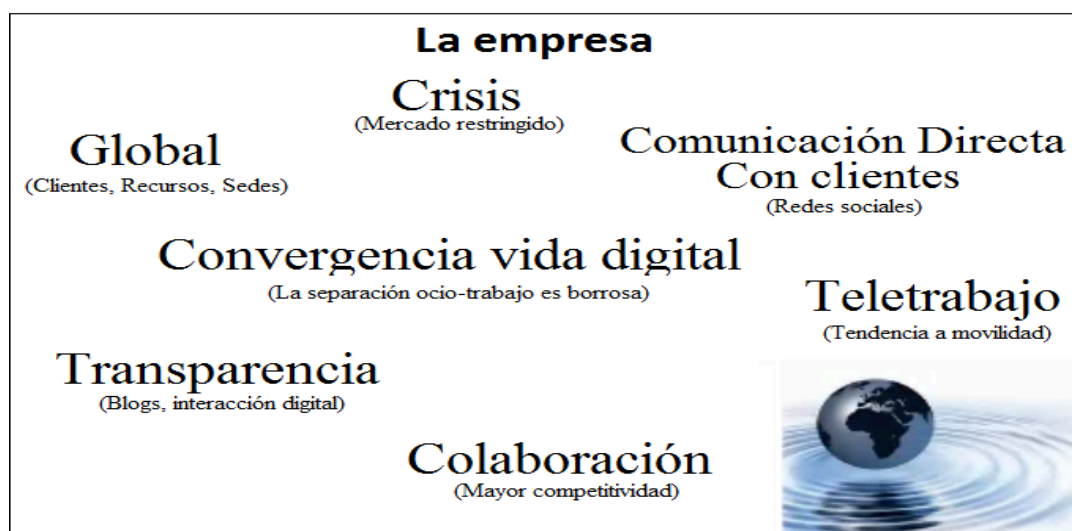 La empresa
Crisis
(Mercado restringido)
Global
(Clientes, Recursos, Sedes)
Comunicación Directa
Con clientes
(Redes sociales)
Convergencia vida digital
(La separación ocio-trabajo es borrosa)
Teletrabajo
(Tendencia a movilidad)
Transparencia
(Blogs, interacción digital)
Colaboración
(Mayor competitividad)